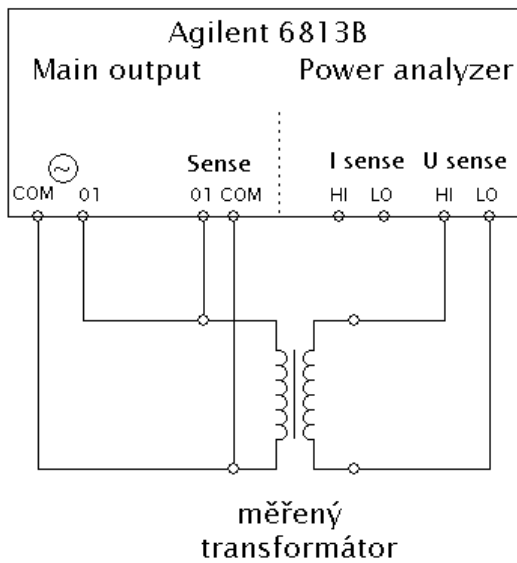 Agilent 6813B
Main output Power analyzer
Sense I sense U sense
COM 01 01 COM HI LO HI LO
měřený
transformátor